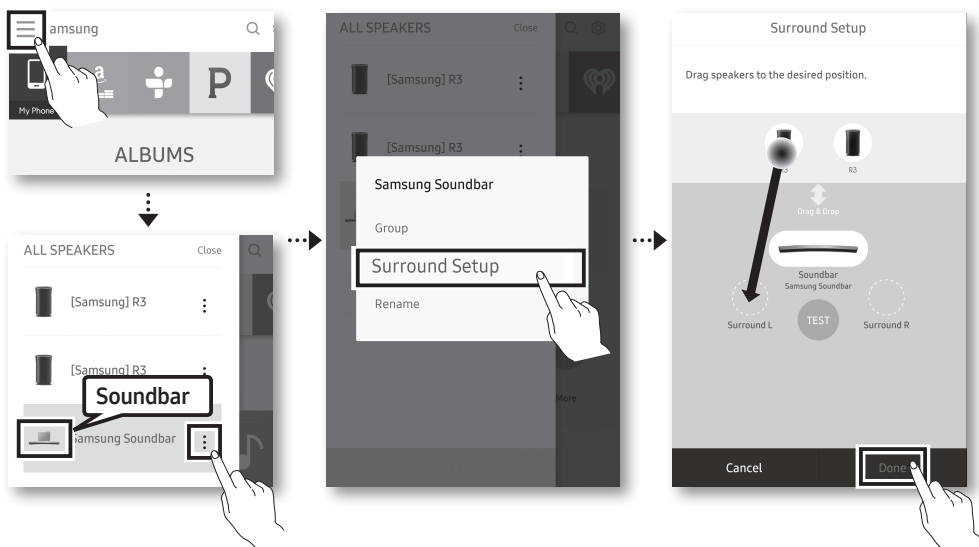 amsung
My Phone
a
P
ALBUMS
ALL SPEAKERS Close
[Samsung] R3
[Samsung] R3
Soundbar
Samsung Soundbar
ALL SPEAKERS Close
[Samsung] R3
[Samsung] R3
Samsung Soundbar
Group
Surround Setup
Rename
More
Surround Setup
Drag speakers to the desired position.
R3
Drag & Drop
Soundbar
Samsung Soundbar
Surround L
TEST
Surround R
Cancel
Done